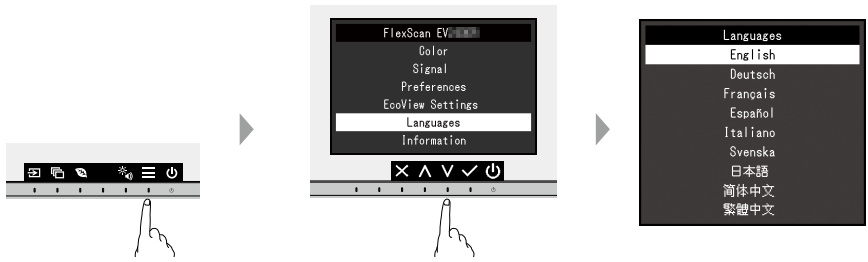 FlexScan EV
Color
Signal
Preferences
EcoView Settings
Languages
Information
Languages
English
Deutsch
Français
Español
Italiano
Svenska
日本語
简体中文
繁體中文